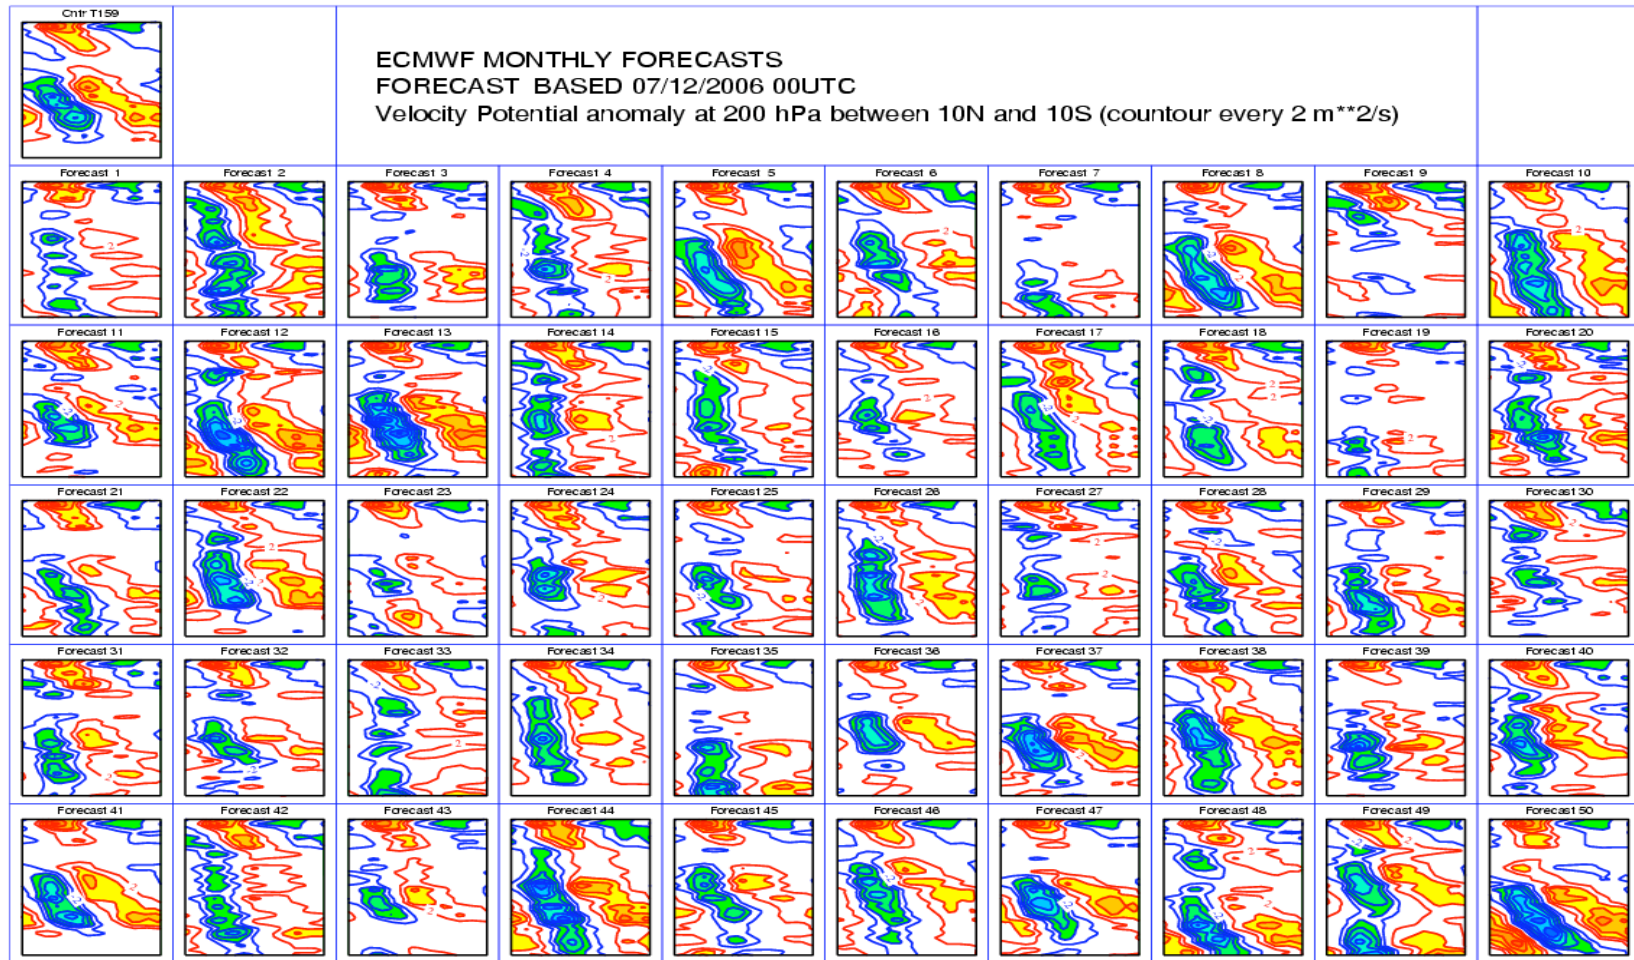 Cntr T159
ECMWF MONTHLY FORECASTS
FORECAST BASED 07/12/2006 00UTC
Velocity Potential anomaly at 200 hPa between 10N and 10S (countour every 2 m**2/s)
Forecast 1 Forecast 2 Forecast 3 Forecast 4 Forecast 5 Forecast 6 Forecast 7 Forecast 8 Forecast 9 Forecast 10
Forecast 11 Forecast 12 Forecast 13 Forecast 14 Forecast 15 Forecast 16 Forecast 17 Forecast 18 Forecast 19 Forecast 20
Forecast 21 Forecast 22 Forecast 23 Forecast 24 Forecast 25 Forecast 26 Forecast 27 Forecast 28 Forecast 29 Forecast 30
Forecast 31 Forecast 32 Forecast 33 Forecast 34 Forecast 35 Forecast 36 Forecast 37 Forecast 38 Forecast 39 Forecast 40
Forecast 41 Forecast 42 Forecast 43 Forecast 44 Forecast 45 Forecast 46 Forecast 47 Forecast 48 Forecast 49 Forecast 50